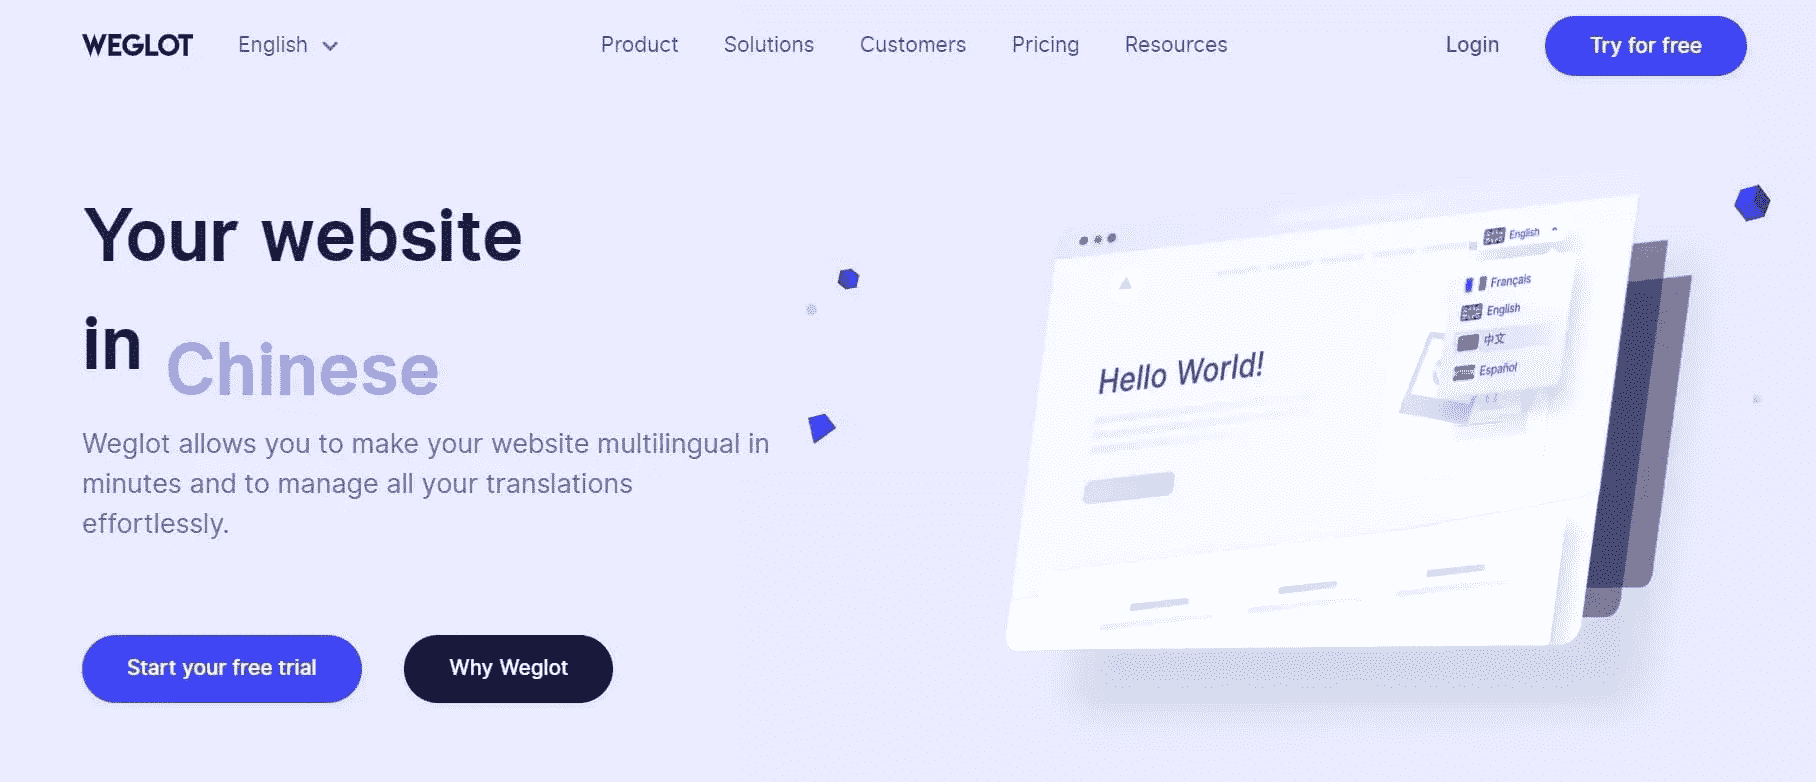 WEGLOT English Product Solutions Customers Pricing Resources Login Try for free
Your website
in Chinese
Weglot allows you to make your website multilingual in
minutes and to manage all your translations
effortlessly.
Start your free trial Why Weglot
English
Français
English
中文
Español
Hello World!